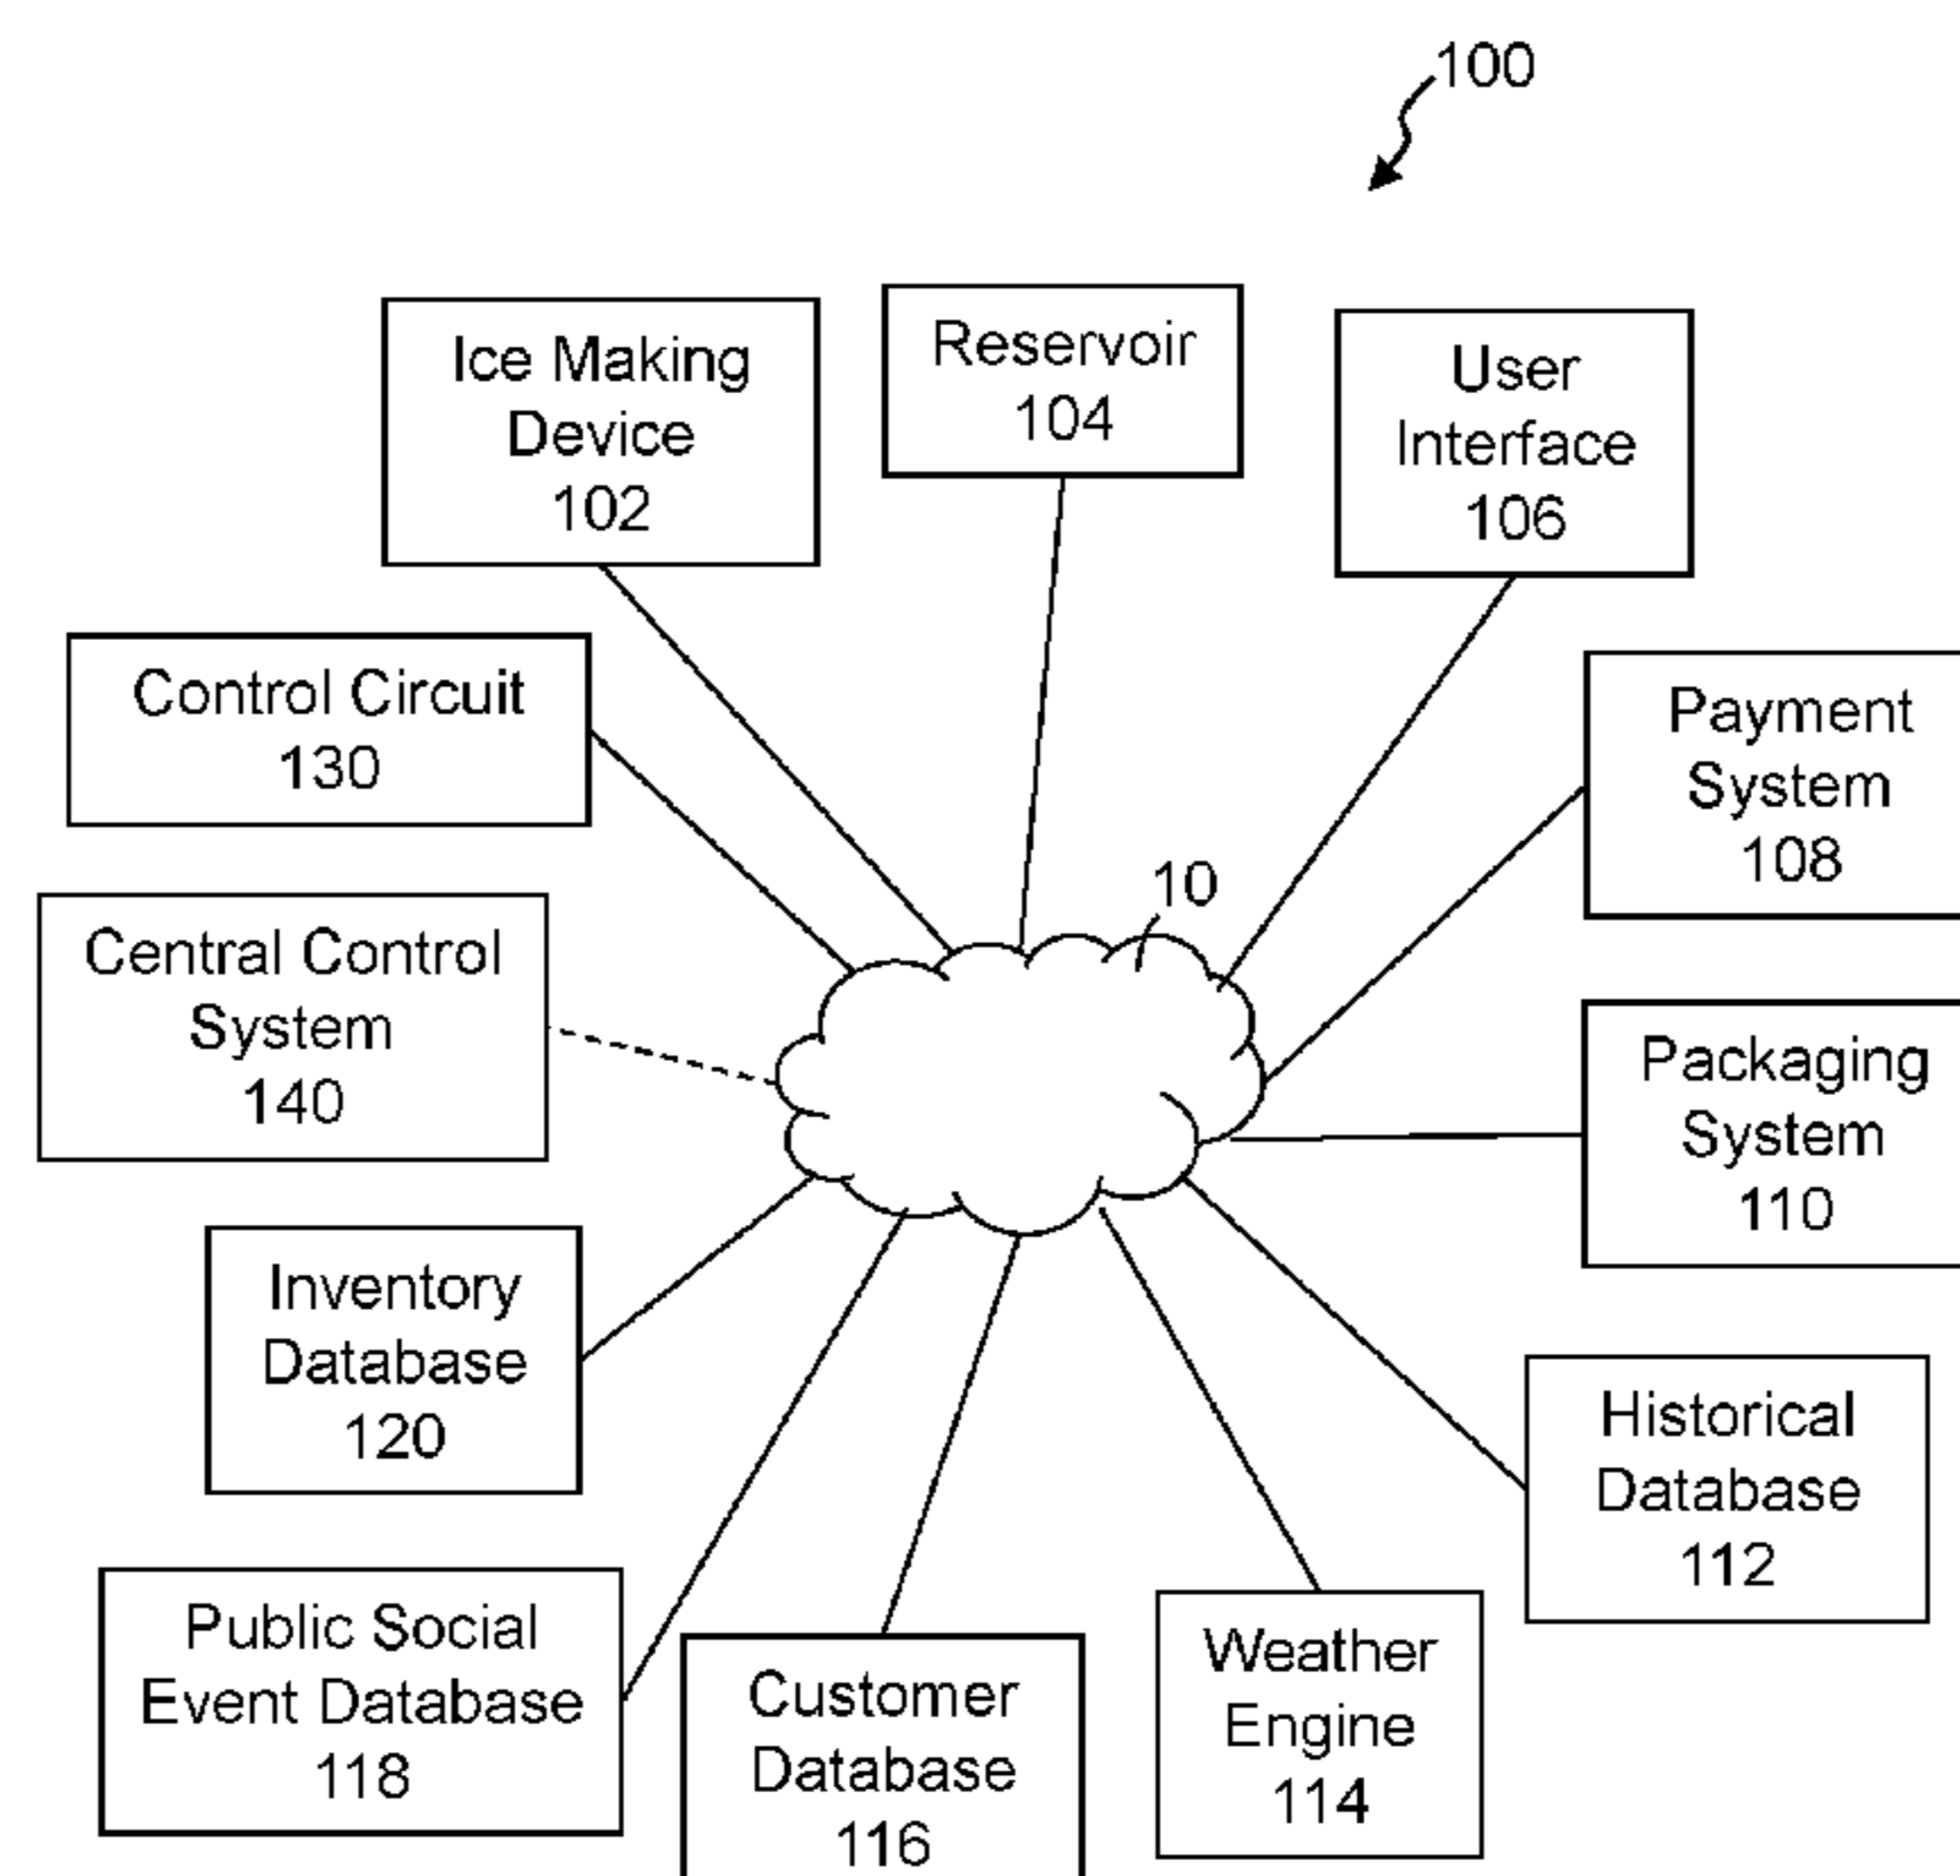 100
Ice Making
Device
102
Reservoir
104
User
Interface
106
Control Circuit
130
Payment
System
108
10
Central Control
System
140
Packaging
System
110
Inventory
Database
120
Historical
Database
112
Public Social
Event Database
118
Customer
Database
116
Weather
Engine
114